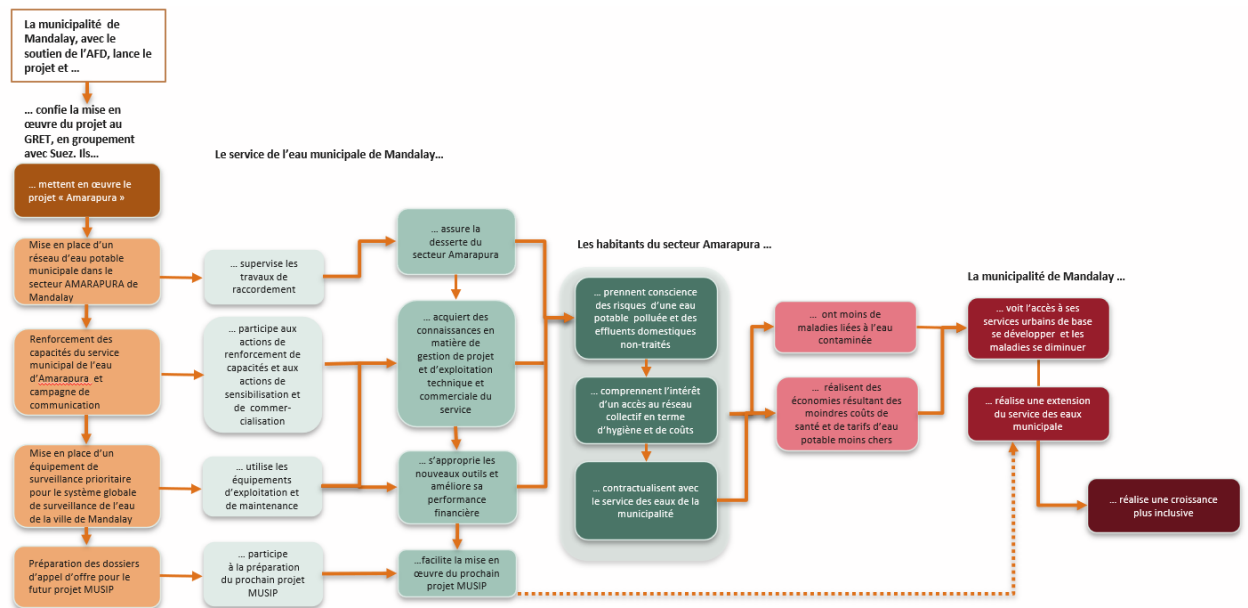 La municipalité de
Mandalay, avec le
soutien de l'AFD, lance le
projet et ...
... confie la mise en
œuvre du projet au
GRET, en groupement
avec Suez. Ils...
... mettent en œuvre le
projet « Amarapura »
Mise en place d'un
réseau d'eau potable
municipale dans le
secteur AMARAPURA de
Mandalay
Renforcement des
capacités du service
municipal de l'eau
d'Amarapura et
campagne de
communication
Mise en place d'un
équipement de
surveillance prioritaire
pour le système globale
de surveillance de l'eau
de la ville de Mandalay
Préparation des dossiers
d'appel d'offre pour le
futur projet MUSIP
Le service de l'eau municipale de Mandalay...
... supervise les
travaux de
raccordement
... participe aux
actions de
renforcement de
capacités et aux
actions de
sensibilisation et
de commer-
cialisation
... utilise les
équipements
d'exploitation et
de maintenance
... participe
à la préparation
du prochain projet
MUSIP
... assure la
desserte du
secteur Amarapura
... acquiert des
connaissances en
matière de
gestion de projet
et d'exploitation
technique et
commerciale du
service
... s'approprie les
nouveaux outils et
améliore sa
performance
financière
...facilite la mise en
œuvre du prochain
projet MUSIP
Les habitants du secteur Amarapura ...
... prennent conscience
des risques d'une eau
potable polluée et des
effluents domestiques
non-traités
... comprennent l'intérêt
d'un accès au réseau
collectif en terme
d'hygiène et de coûts
... contractualisent avec
le service des eaux de la
municipalité
... ont moins de
maladies liées à l'eau
contaminée
... réalisent des
économies résultant des
moindres coûts de
santé et de tarifs d'eau
potable moins chers
La municipalité de Mandalay ...
... voit l'accès à ses
services urbains de base
se développer et les
maladies se diminuer
... réalise une extension
du service des eaux
municipale
... réalise une croissance
plus inclusive